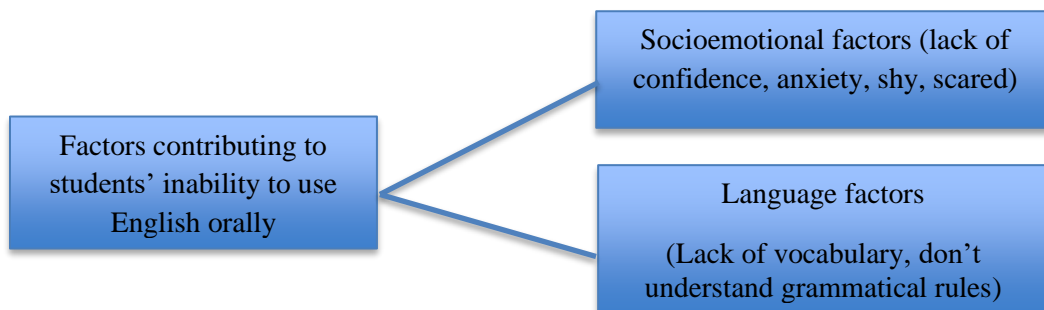 Socioemotional factors (lack of
confidence, anxiety, shy, scared)
Factors contributing to
students’ inability to use
English orally
Language factors
(Lack of vocabulary, don’t
understand grammatical rules)